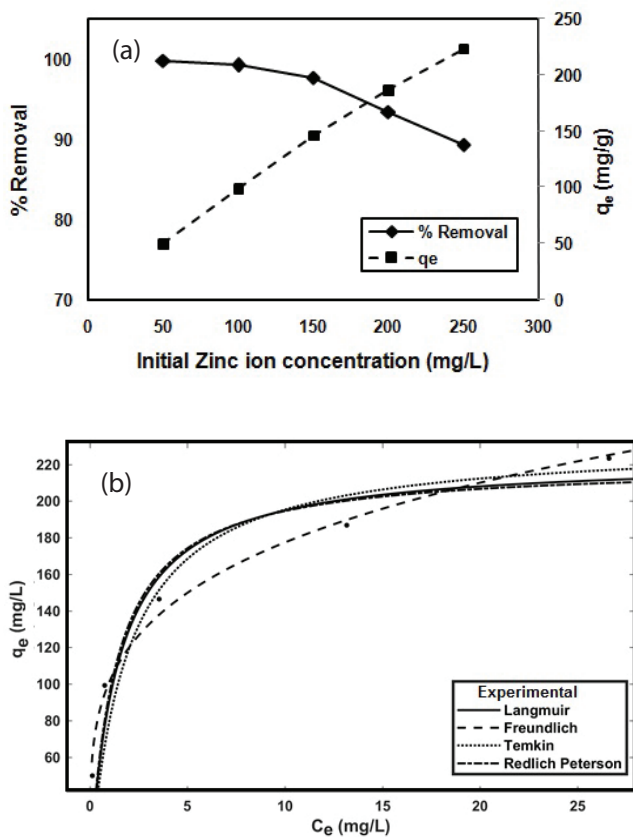 (a)
100
90
80
70
% Removal
250
200
150
100
50
0
qe (mg/g)
% Removal
qe
0 50 100 150 200 250 300
Initial Zinc ion concentration (mg/L)
(b)
220
200
180
160
140
120
100
80
60
qe (mg/L)
Experimental
Langmuir
Freundlich
Temkin
Redlich Peterson
0 5 10 15 20 25
Ce (mg/L)